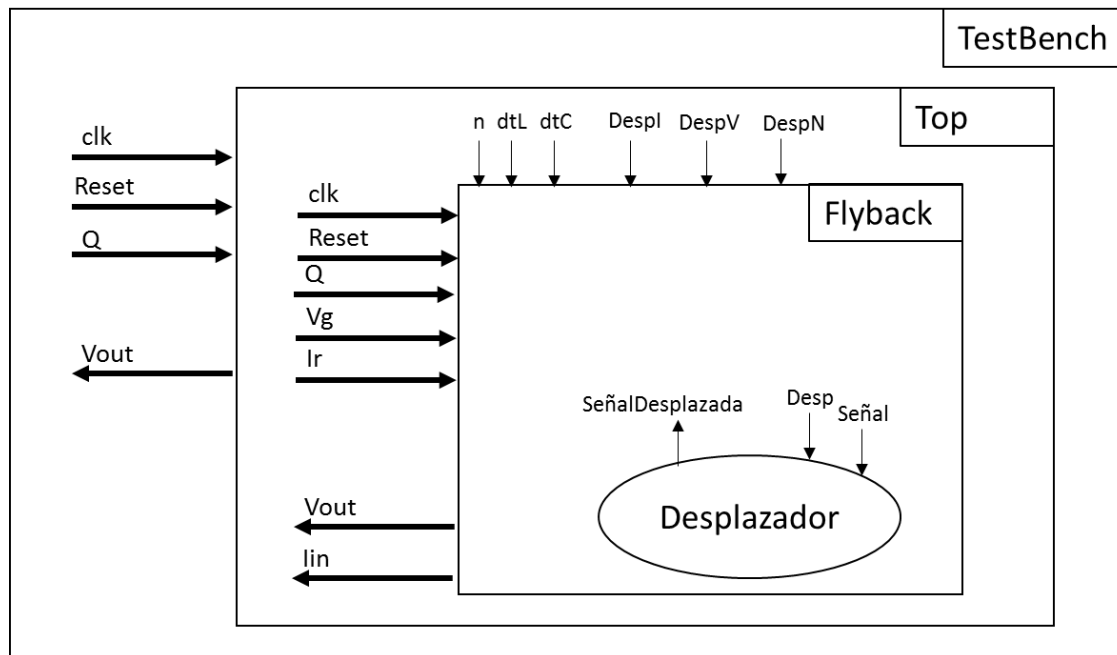 TestBench
Top
clk
Reset
Q
Vout
n dtL dtC DespI DespV DespN
Flyback
clk
Reset
Q
Vg
Ir
SeñalDesplazada
Desp
Señal
Desplazador
Vout
Iin